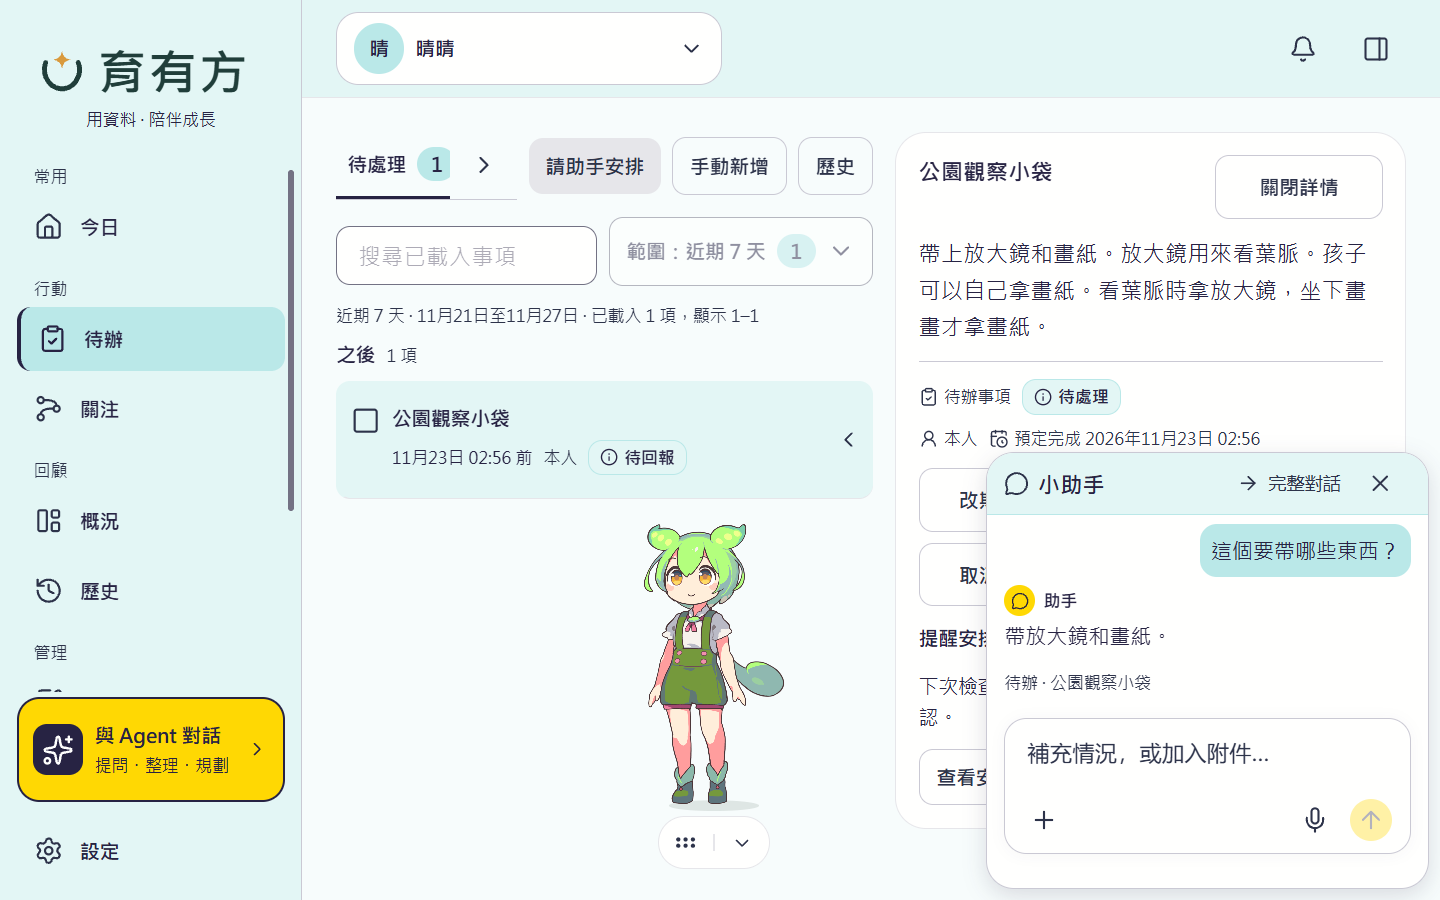 育有方
用資料 · 陪伴成長
常用
今日
行動
待辦
關注
回顧
概況
歷史
管理
與 Agent 對話
提問 · 整理 · 規劃
設定
晴 晴晴
待處理 1
請助手安排
手動新增
歷史
搜尋已載入事項
範圍：近期 7 天 1
近期 7 天 · 11月21日至11月27日 · 已載入 1 項，顯示 1–1
之後 1 項
公園觀察小袋
11月23日 02:56 前 本人 待回報
公園觀察小袋
關閉詳情
帶上放大鏡和畫紙。放大鏡用來看葉脈。孩子
可以自己拿畫紙。看葉脈時拿放大鏡，坐下畫
畫才拿畫紙。
待辦事項 待處理
本人 預定完成 2026年11月23日 02:56
改
取
提醒安
下次檢
認。
查看
小助手
完整對話
這個要帶哪些東西？
助手
帶放大鏡和畫紙。
待辦 · 公園觀察小袋
補充情況，或加入附件...